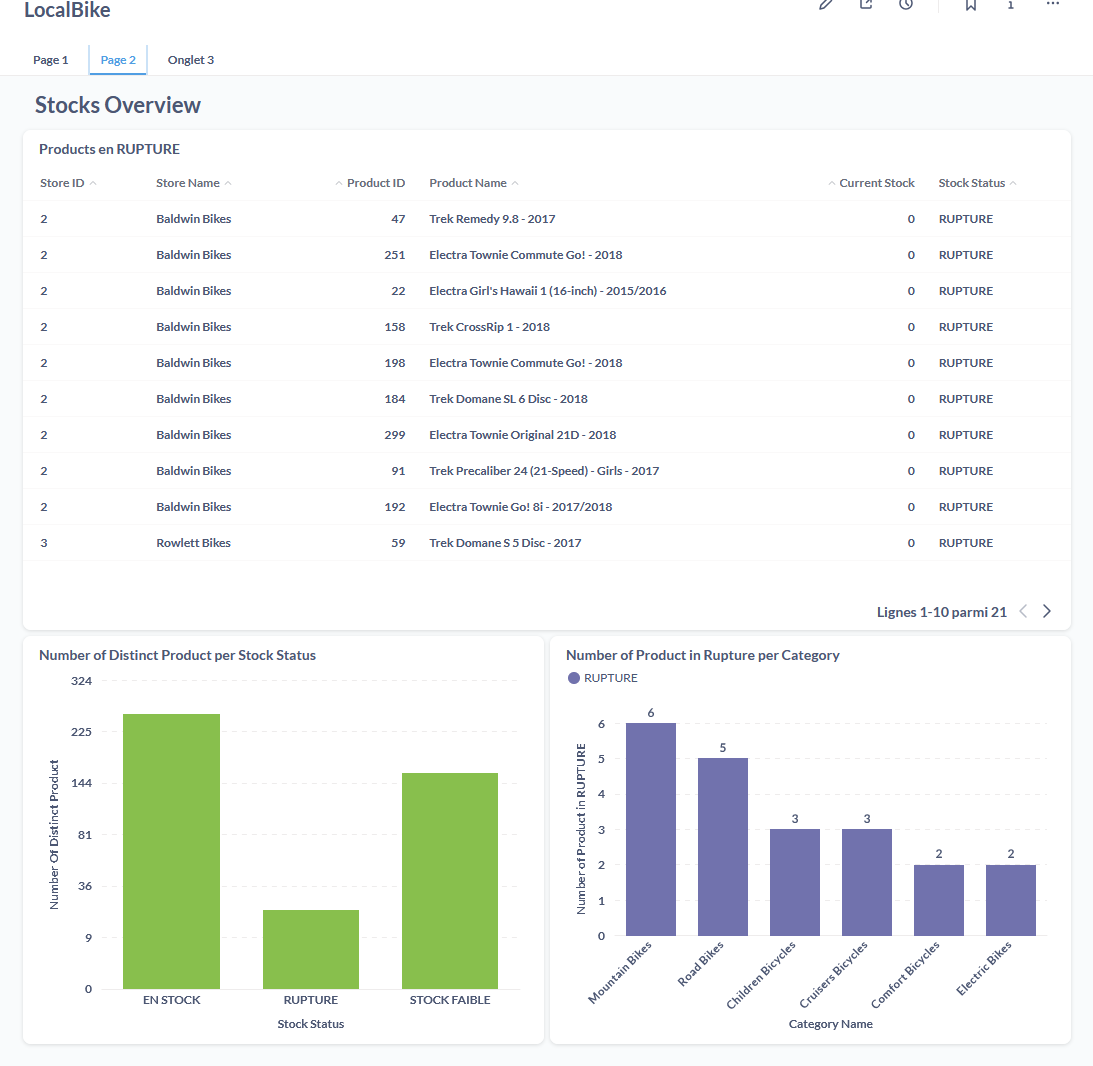 LocalBike
Page 1 Page 2 Onglet 3
Stocks Overview
Products en RUPTURE
Store ID Store Name Product ID Product Name Current Stock Stock Status
2 Baldwin Bikes 47 Trek Remedy 9.8 - 2017 0 RUPTURE
2 Baldwin Bikes 251 Electra Townie Commute Go! - 2018 0 RUPTURE
2 Baldwin Bikes 22 Electra Girl's Hawaii 1 (16-inch) - 2015/2016 0 RUPTURE
2 Baldwin Bikes 158 Trek CrossRip 1 - 2018 0 RUPTURE
2 Baldwin Bikes 198 Electra Townie Commute Go! - 2018 0 RUPTURE
2 Baldwin Bikes 184 Trek Domane SL 6 Disc - 2018 0 RUPTURE
2 Baldwin Bikes 299 Electra Townie Original 21D - 2018 0 RUPTURE
2 Baldwin Bikes 91 Trek Precaliber 24 (21-Speed) - Girls - 2017 0 RUPTURE
2 Baldwin Bikes 192 Electra Townie Go! 8i - 2017/2018 0 RUPTURE
3 Rowlett Bikes 59 Trek Domane S 5 Disc - 2017 0 RUPTURE
Lignes 1-10 parmi 21
Number of Distinct Product per Stock Status
324
225
144
81
36
9
0
Number Of Distinct Product
EN STOCK RUPTURE STOCK FAIBLE
Stock Status
Number of Product in Rupture per Category
RUPTURE
6
5
4
3
2
1
0
Number of Product in RUPTURE
6 5 3 3 2 2
Mountain Bikes
Road Bikes
Children Bicycles
Cruisers Bicycles
Comfort Bicycles
Electric Bikes
Category Name